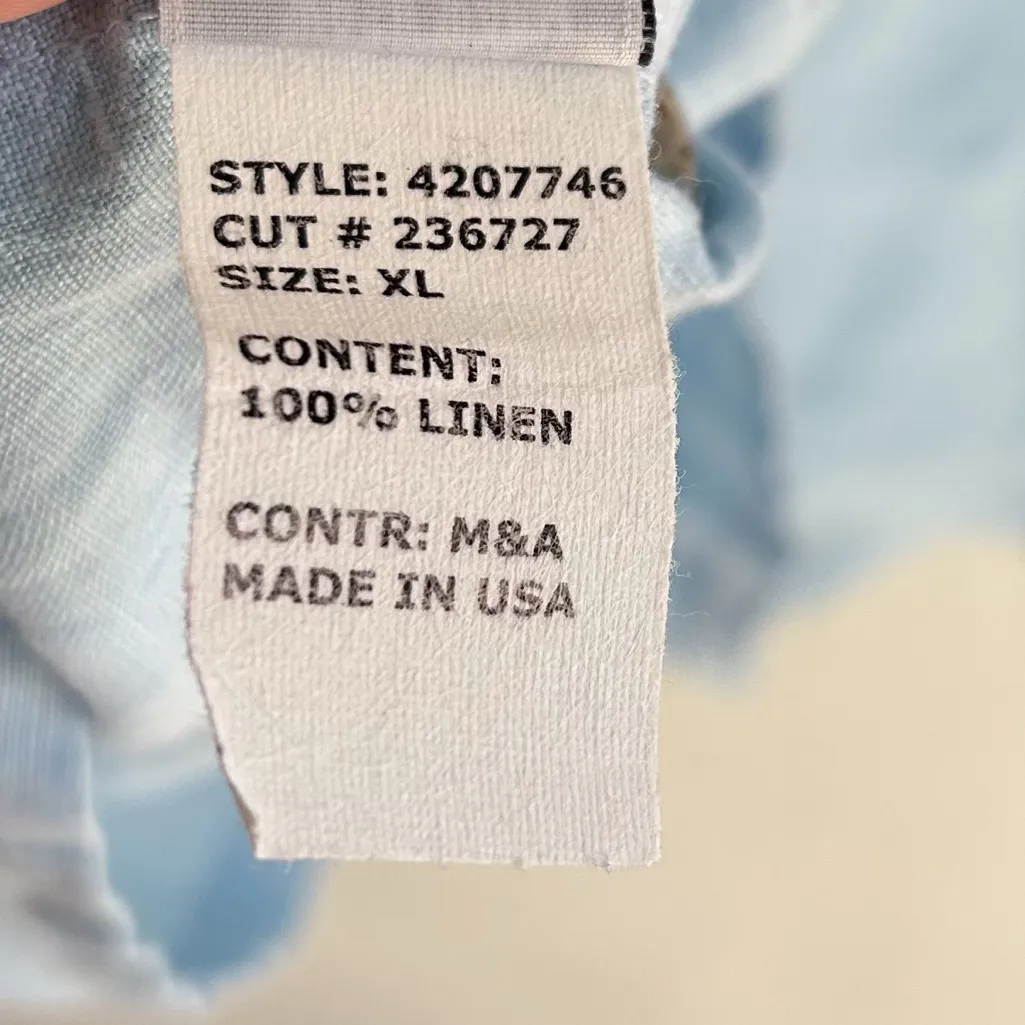 STYLE: 4207746
CUT # 236727
SIZE: XL
CONTENT:
100% LINEN
CONTR: M&A
MADE IN USA